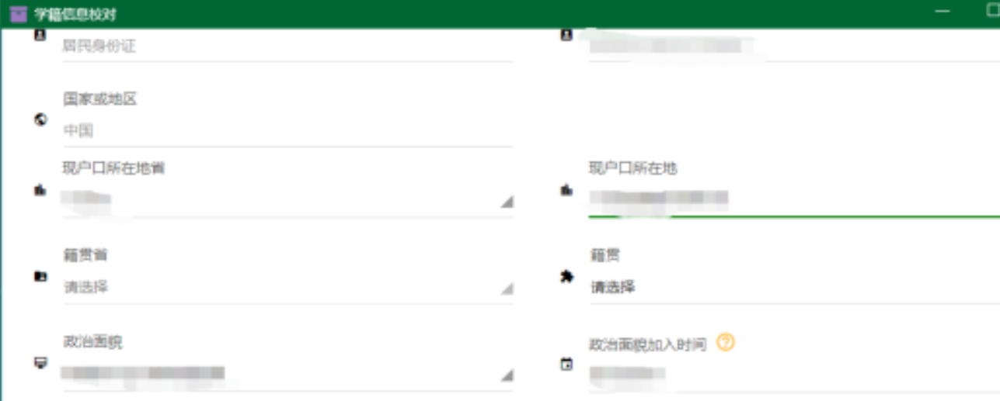 学籍信息校对
居民身份证
国家或地区
中国
现户口所在地省
现户口所在地
籍贯省
籍贯
请选择
请选择
政治面貌
政治面貌加入时间 ?